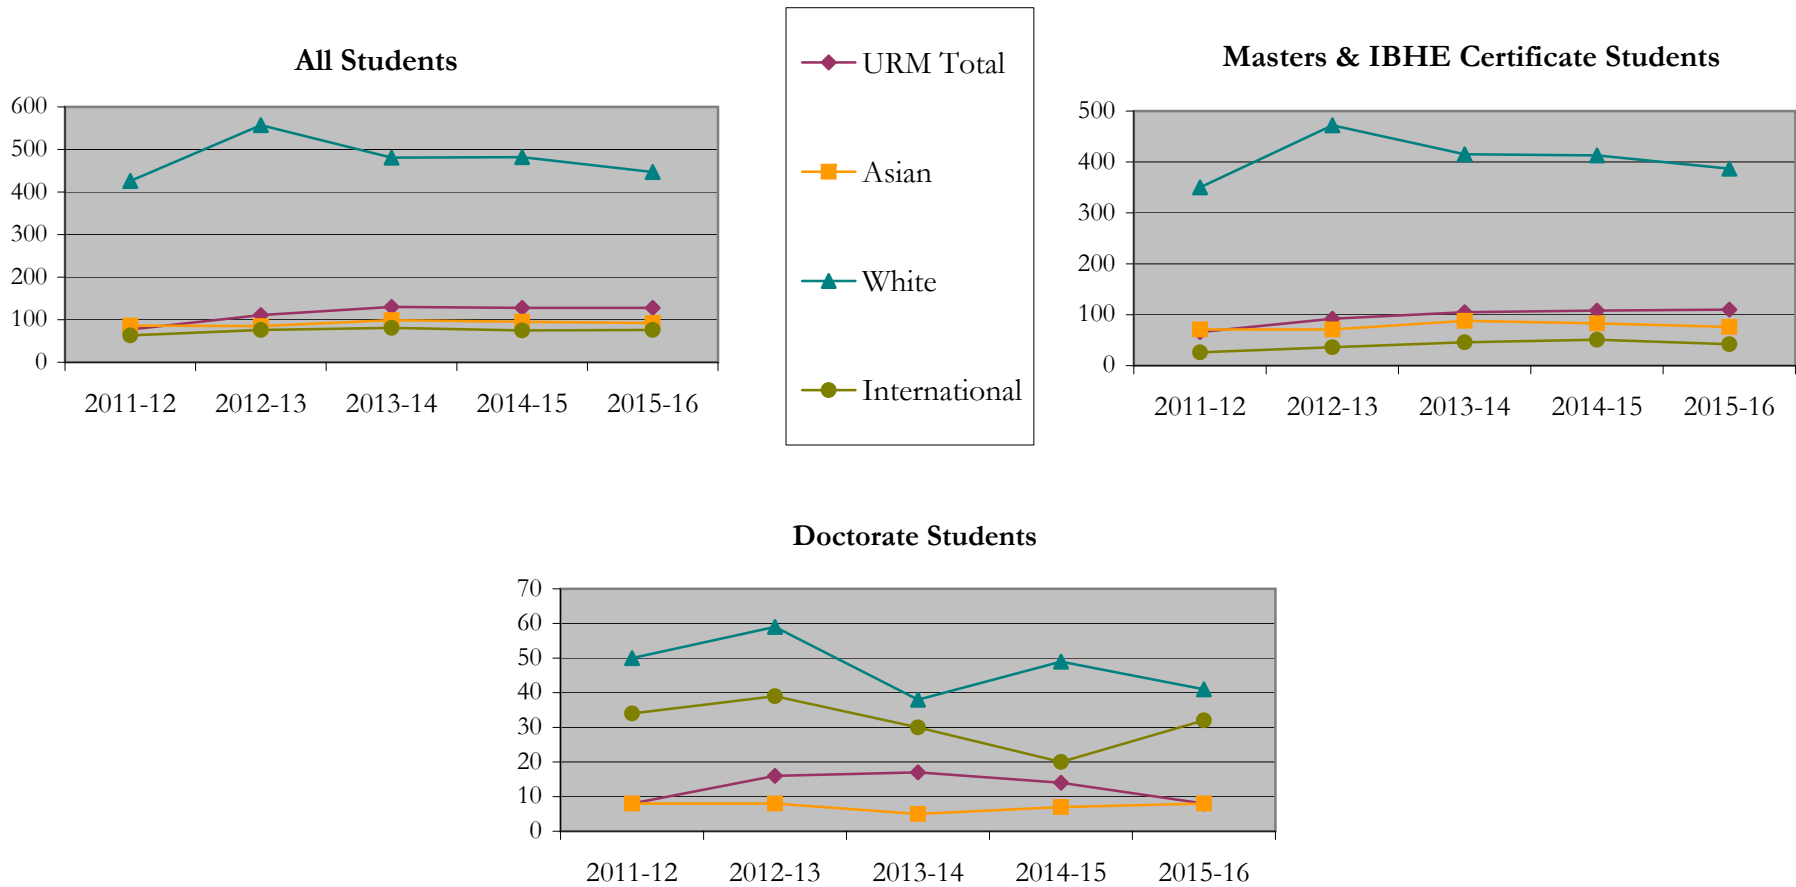 All Students
600
500
400
300
200
100
0
2011-12 2012-13 2013-14 2014-15 2015-16
URM Total
Asian
White
International
Masters & IBHE Certificate Students
500
400
300
200
100
0
2011-12 2012-13 2013-14 2014-15 2015-16
Doctorate Students
70
60
50
40
30
20
10
0
2011-12 2012-13 2013-14 2014-15 2015-16